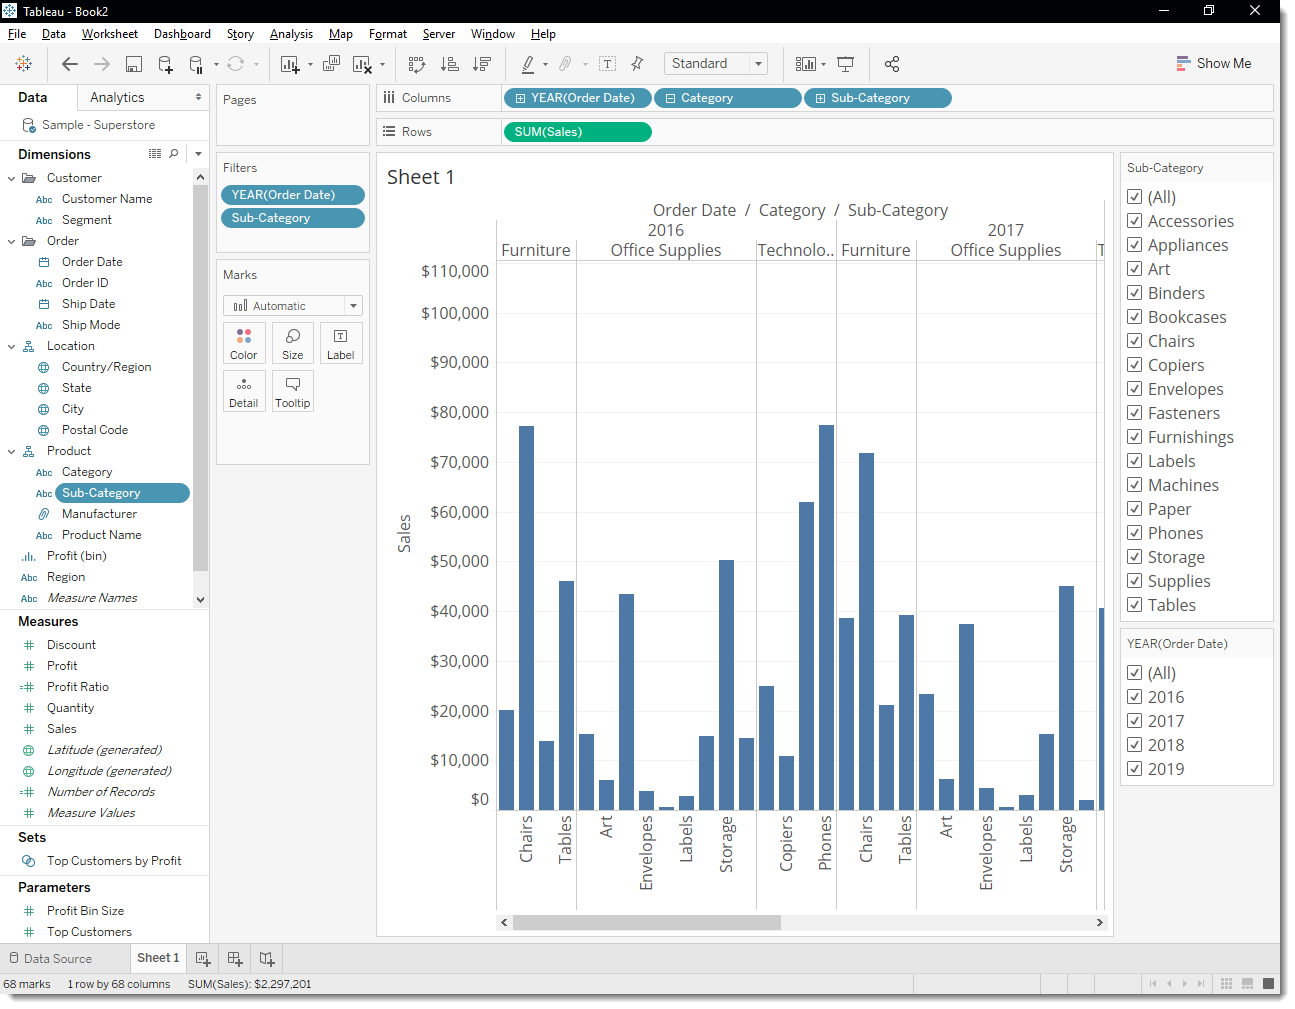 Tableau - Book2
File Data Worksheet Dashboard Story Analysis Map Format Server Window Help
Standard
Show Me
Data Analytics
Sample - Superstore
Dimensions
Customer
Abc Customer Name
Abc Segment
Order
Order Date
Abc Order ID
Ship Date
Abc Ship Mode
Location
Country/Region
State
City
Postal Code
Product
Abc Category
Abc Sub-Category
Manufacturer
Abc Product Name
Profit (bin)
Abc Region
Abc Measure Names
Measures
# Discount
# Profit
=# Profit Ratio
# Quantity
# Sales
Latitude (generated)
Longitude (generated)
=# Number of Records
# Measure Values
Sets
Top Customers by Profit
Parameters
# Profit Bin Size
# Top Customers
Pages
Filters
YEAR(Order Date)
Sub-Category
Marks
Automatic
Color Size Label
Detail Tooltip
Columns YEAR(Order Date) Category Sub-Category
Rows SUM(Sales)
Sheet 1
Order Date / Category / Sub-Category
2016 2017
Furniture Office Supplies Technolo.. Furniture Office Supplies T
$110,000
$100,000
$90,000
$80,000
$70,000
$60,000
$50,000
$40,000
$30,000
$20,000
$10,000
$0
Sales
Chairs Tables Art Envelopes Labels Storage Copiers Phones Chairs Tables Art Envelopes Labels Storage
Sub-Category
(All)
Accessories
Appliances
Art
Binders
Bookcases
Chairs
Copiers
Envelopes
Fasteners
Furnishings
Labels
Machines
Paper
Phones
Storage
Supplies
Tables
YEAR(Order Date)
(All)
2016
2017
2018
2019
Data Source Sheet 1
68 marks 1 row by 68 columns SUM(Sales): $2,297,201